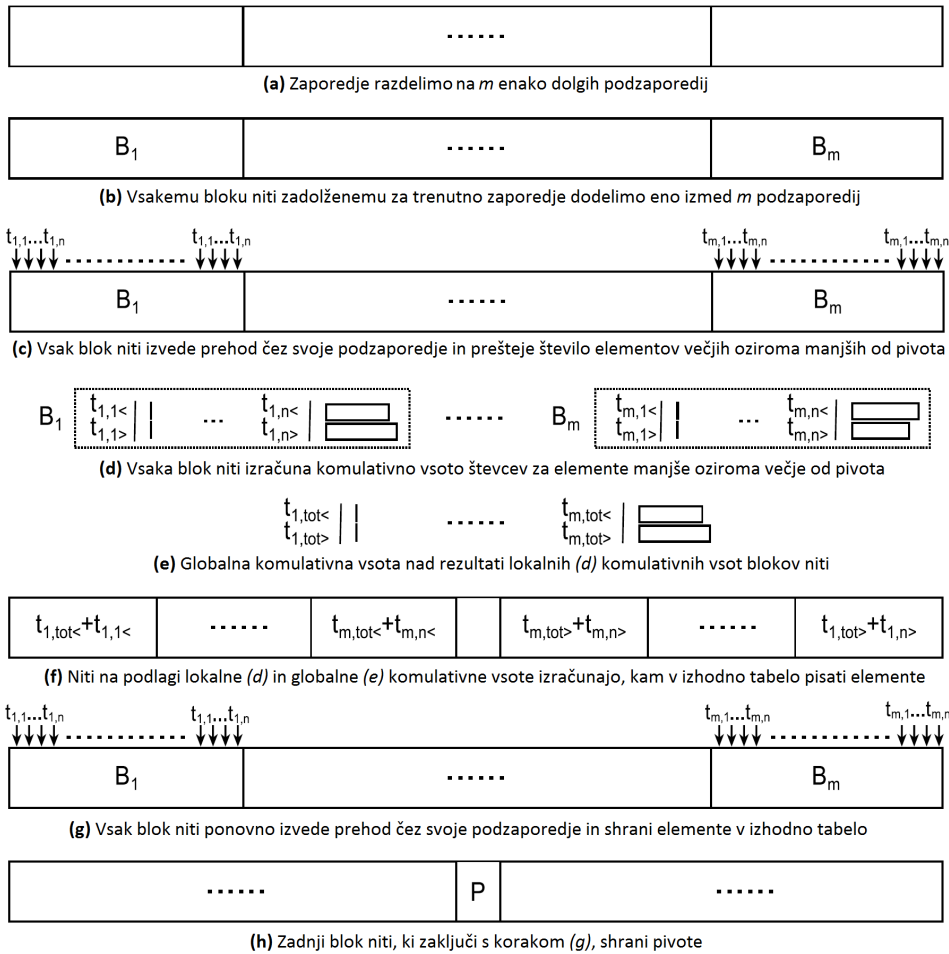 ......
(a) Zaporedje razdelimo na m enako dolgih podzaporedij
B1 ...... Bm
(b) Vsakemu bloku niti zadolženemu za trenutno zaporedje dodelimo eno izmed m podzaporedij
t1,1...t1,n t1,1...t1,n tm,1...tm,n tm,1...tm,n
B1 ...... Bm
(c) Vsak blok niti izvede prehod čez svoje podzaporedje in prešteje število elementov večjih oziroma manjših od pivota
B1 t1,1< ... t1,n< ...... Bm tm,1< ... tm,n<
t1,1> t1,n> tm,1> tm,n>
(d) Vsaka blok niti izračuna komulativno vsoto števcev za elemente manjše oziroma večje od pivota
t1,tot< ...... tm,tot<
t1,tot> tm,tot>
(e) Globalna komulativna vsota nad rezultati lokalnih (d) komulativnih vsot blokov niti
t1,tot<+t1,1< ...... tm,tot<+tm,n< tm,tot>+tm,n> ...... t1,tot>+t1,n>
(f) Niti na podlagi lokalne (d) in globalne (e) komulativne vsote izračunajo, kam v izhodno tabelo pisati elemente
t1,1...t1,n t1,1...t1,n tm,1...tm,n tm,1...tm,n
B1 ...... Bm
(g) Vsak blok niti ponovno izvede prehod čez svoje podzaporedje in shrani elemente v izhodno tabelo
...... P ......
(h) Zadnji blok niti, ki zaključi s korakom (g), shrani pivote